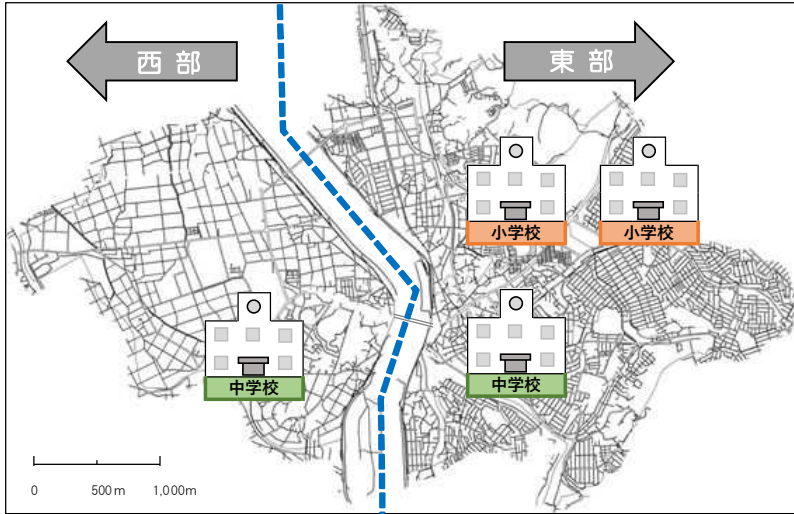 西部
東部
小学校
小学校
中学校
中学校
0 500m 1,000m